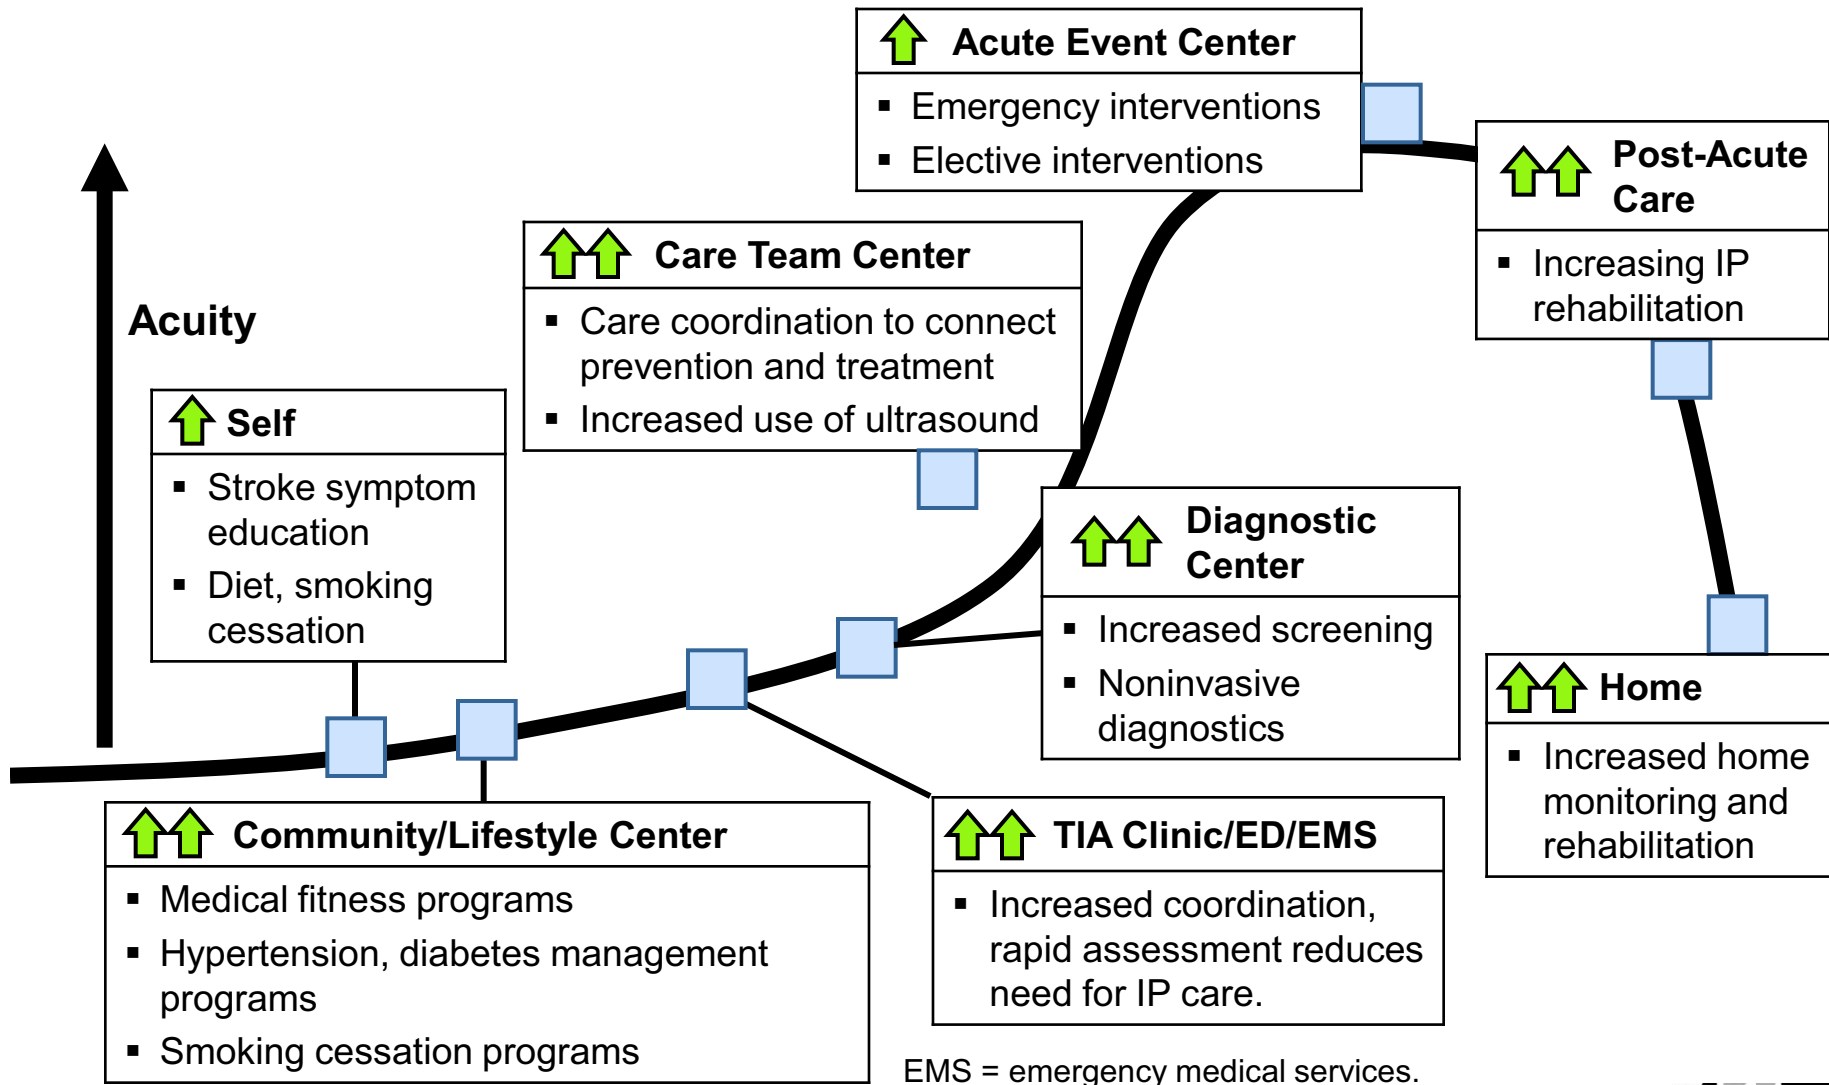 Acute Event Center
▪ Emergency interventions
▪ Elective interventions
Post-Acute
Care
▪ Increasing IP
rehabilitation
Care Team Center
▪ Care coordination to connect
prevention and treatment
▪ Increased use of ultrasound
Acuity
Self
▪ Stroke symptom
education
▪ Diet, smoking
cessation
Diagnostic
Center
▪ Increased screening
▪ Noninvasive
diagnostics
Home
▪ Increased home
monitoring and
rehabilitation
Community/Lifestyle Center
▪ Medical fitness programs
▪ Hypertension, diabetes management
programs
▪ Smoking cessation programs
TIA Clinic/ED/EMS
▪ Increased coordination,
rapid assessment reduces
need for IP care.
EMS = emergency medical services.